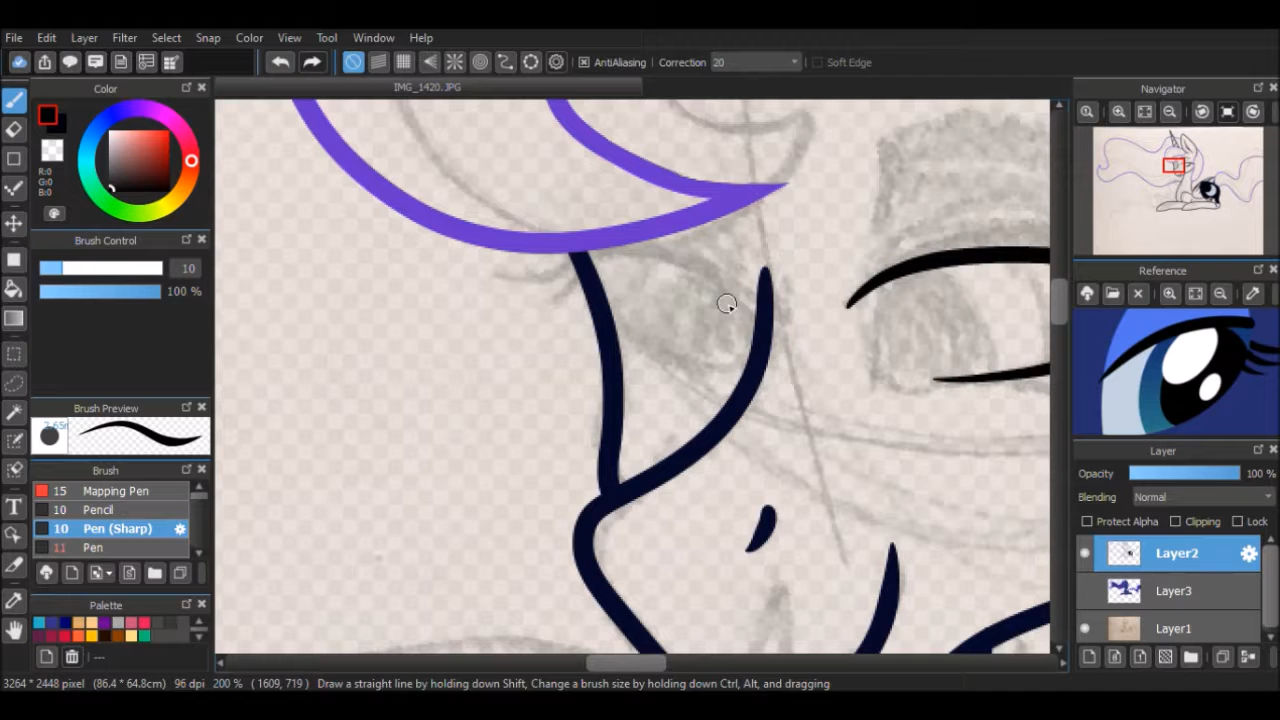 File Edit Layer Filter Select Snap Color View Tool Window Help
AntiAliasing Correction 20 Soft Edge
Color
IMG_1420.JPG
Navigator
R:0
G:0
B:0
Brush Control
10
100 %
Reference
Brush Preview
Brush
15 Mapping Pen
10 Pencil
10 Pen (Sharp)
11 Pen
Layer
Opacity 100 %
Blending Normal
Protect Alpha Clipping Lock
Layer2
Layer3
Layer1
Palette
---
3264 * 2448 pixel (86.4 * 64.8cm) 96 dpi 200 % ( 1609, 719 ) Draw a straight line by holding down Shift, Change a brush size by holding down Ctrl, Alt, and dragging